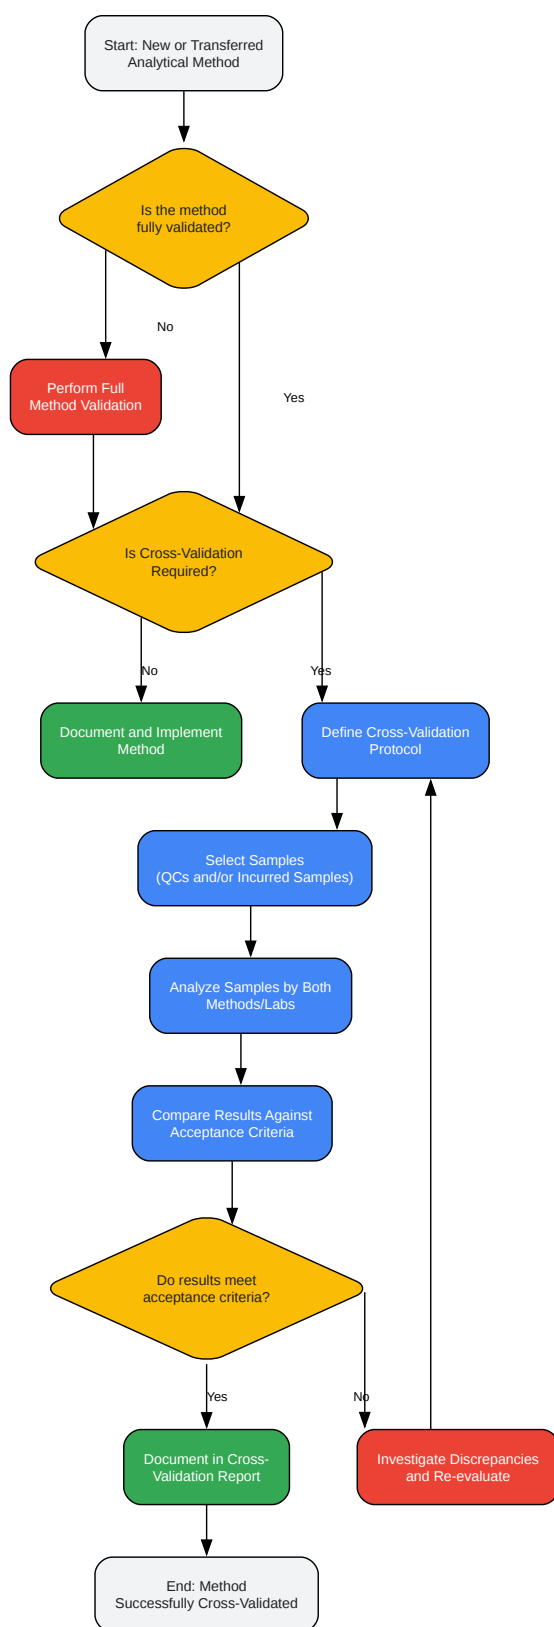 Start: New or Transferred
Analytical Method
Is the method
fully validated?
No
Perform Full
Method Validation
Yes
Is Cross-Validation
Required?
No
Yes
Document and Implement
Method
Define Cross-Validation
Protocol
Select Samples
(QCs and/or Incurred Samples)
Analyze Samples by Both
Methods/Labs
Compare Results Against
Acceptance Criteria
Do results meet
acceptance criteria?
Yes
No
Document in Cross-
Validation Report
Investigate Discrepancies
and Re-evaluate
End: Method
Successfully Cross-Validated